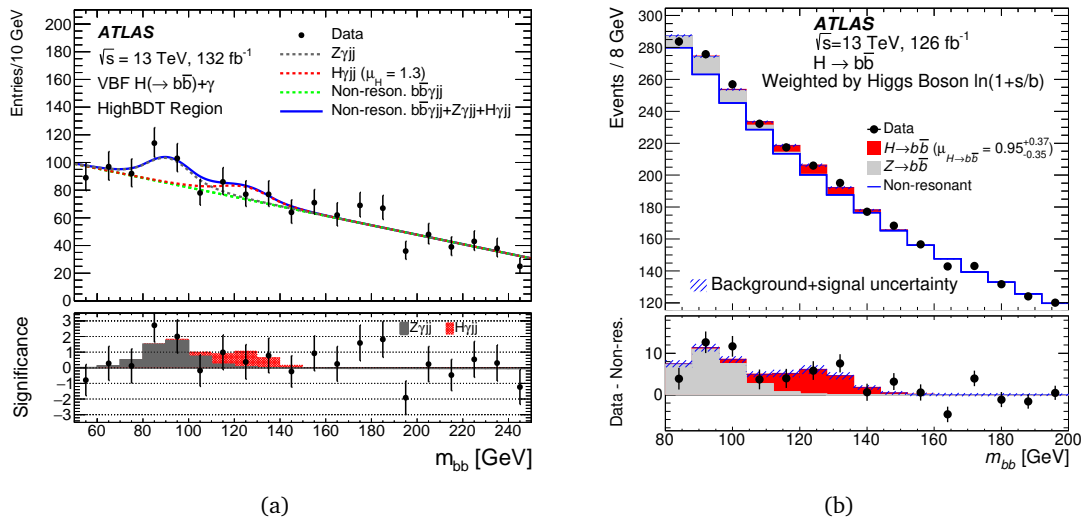 Entries/10 GeV
200
180
160
140
120
100
80
60
40
20
0
ATLAS
√s = 13 TeV, 132 fb⁻¹
VBF H(→ bb̅)+γ
HighBDT Region
Data
Zγjj
Hγjj (μ_H = 1.3)
Non-reson. bb̅γjj
Non-reson. bb̅γjj+Zγjj+Hγjj
Significance
3
2
1
0
−1
−2
−3
Zγjj
Hγjj
60 80 100 120 140 160 180 200 220 240
m_bb [GeV]
(a)
Events / 8 GeV
300
280
260
240
220
200
180
160
140
120
ATLAS
√s=13 TeV, 126 fb⁻¹
H → bb̅
Weighted by Higgs Boson ln(1+s/b)
Data
H→bb̅ (μ_H→bb̅ = 0.95 +0.37 −0.35)
Z→bb̅
Non-resonant
Background+signal uncertainty
Data - Non-res.
10
0
80 100 120 140 160 180 200
m_bb [GeV]
(b)